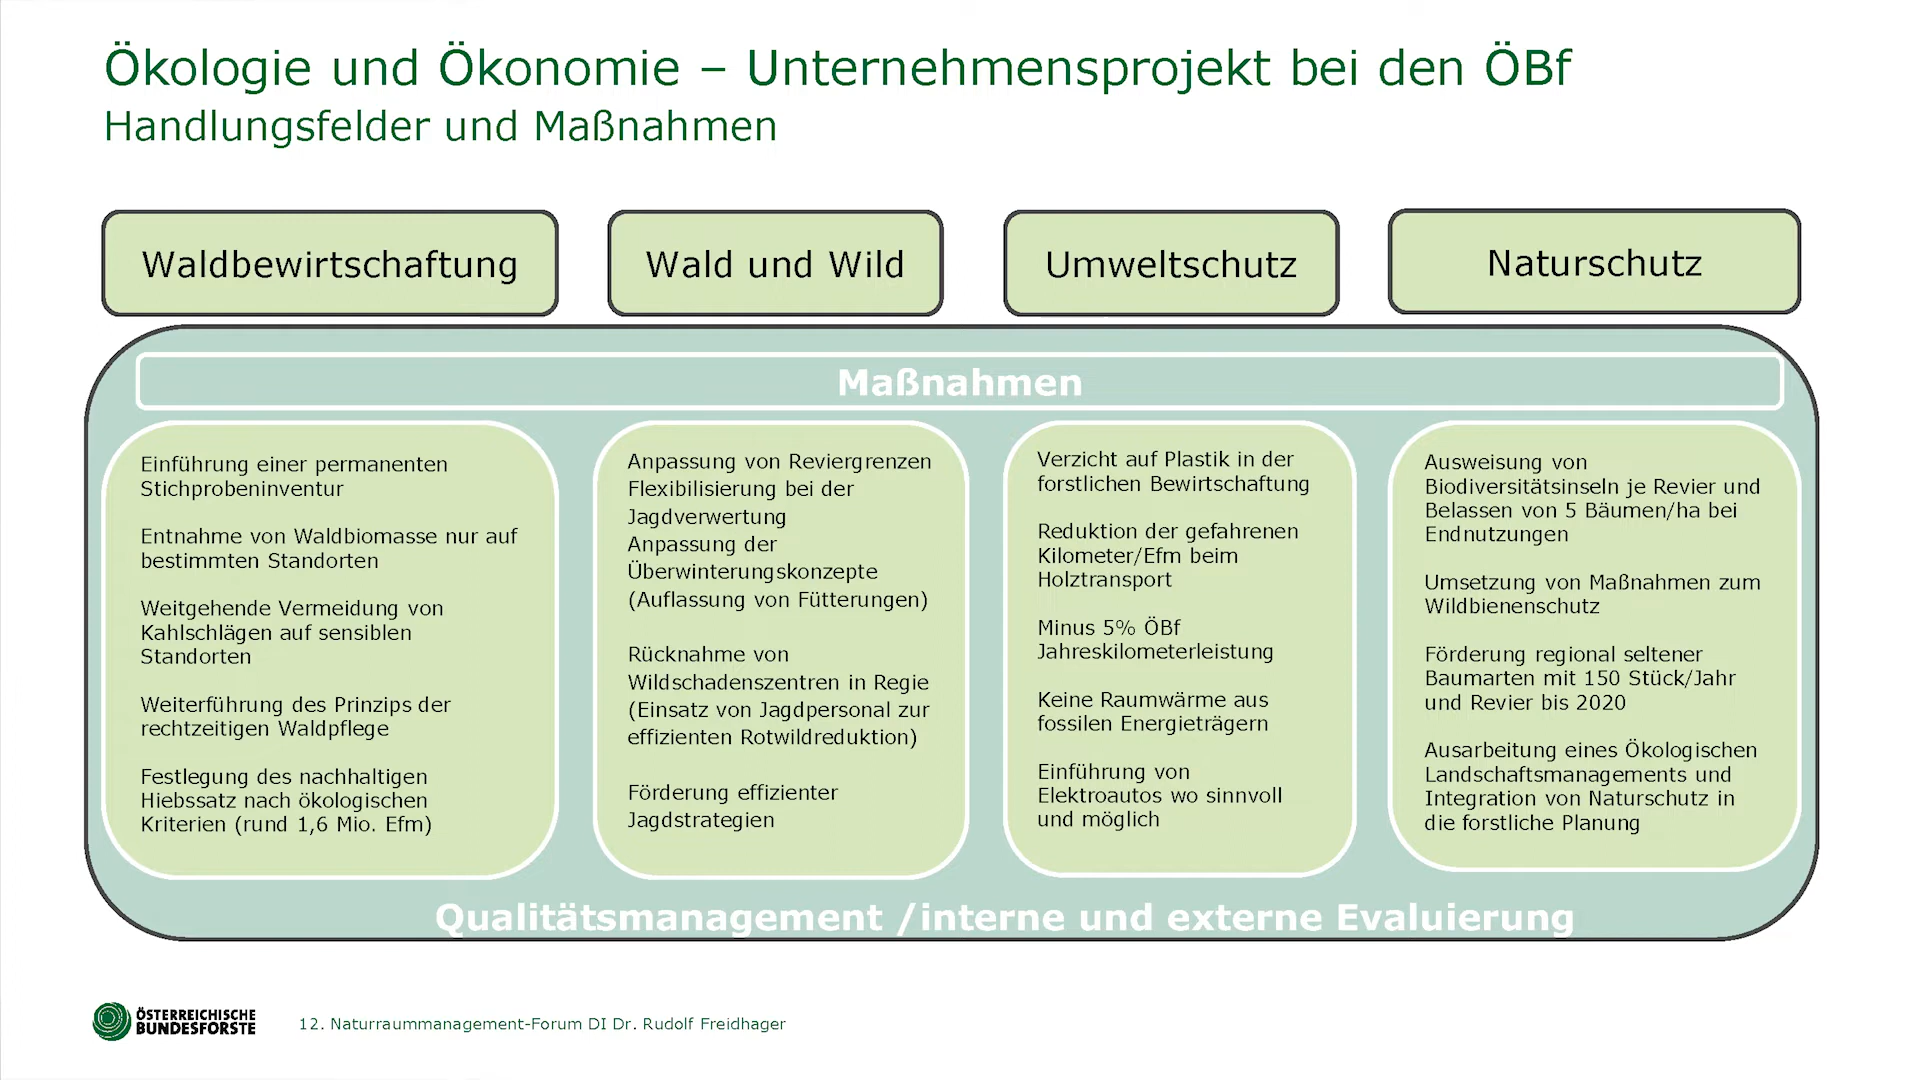 Ökologie und Ökonomie – Unternehmensprojekt bei den ÖBf
Handlungsfelder und Maßnahmen
Waldbewirtschaftung
Wald und Wild
Umweltschutz
Naturschutz
Maßnahmen
Einführung einer permanenten
Stichprobeninventur
Entnahme von Waldbiomasse nur auf
bestimmten Standorten
Weitgehende Vermeidung von
Kahlschlägen auf sensiblen
Standorten
Weiterführung des Prinzips der
rechtzeitigen Waldpflege
Festlegung des nachhaltigen
Hiebssatz nach ökologischen
Kriterien (rund 1,6 Mio. Efm)
Anpassung von Reviergrenzen
Flexibilisierung bei der
Jagdverwertung
Anpassung der
Überwinterungskonzepte
(Auflassung von Fütterungen)
Rücknahme von
Wildschadenszentren in Regie
(Einsatz von Jagdpersonal zur
effizienten Rotwildreduktion)
Förderung effizienter
Jagdstrategien
Verzicht auf Plastik in der
forstlichen Bewirtschaftung
Reduktion der gefahrenen
Kilometer/Efm beim
Holztransport
Minus 5% ÖBf
Jahreskilometerleistung
Keine Raumwärme aus
fossilen Energieträgern
Einführung von
Elektroautos wo sinnvoll
und möglich
Ausweisung von
Biodiversitätsinseln je Revier und
Belassen von 5 Bäumen/ha bei
Endnutzungen
Umsetzung von Maßnahmen zum
Wildbienenschutz
Förderung regional seltener
Baumarten mit 150 Stück/Jahr
und Revier bis 2020
Ausarbeitung eines Ökologischen
Landschaftsmanagements und
Integration von Naturschutz in
die forstliche Planung
Qualitätsmanagement /interne und externe Evaluierung
ÖSTERREICHISCHE
BUNDESFORSTE
12. Naturraummanagement-Forum DI Dr. Rudolf Freidhager